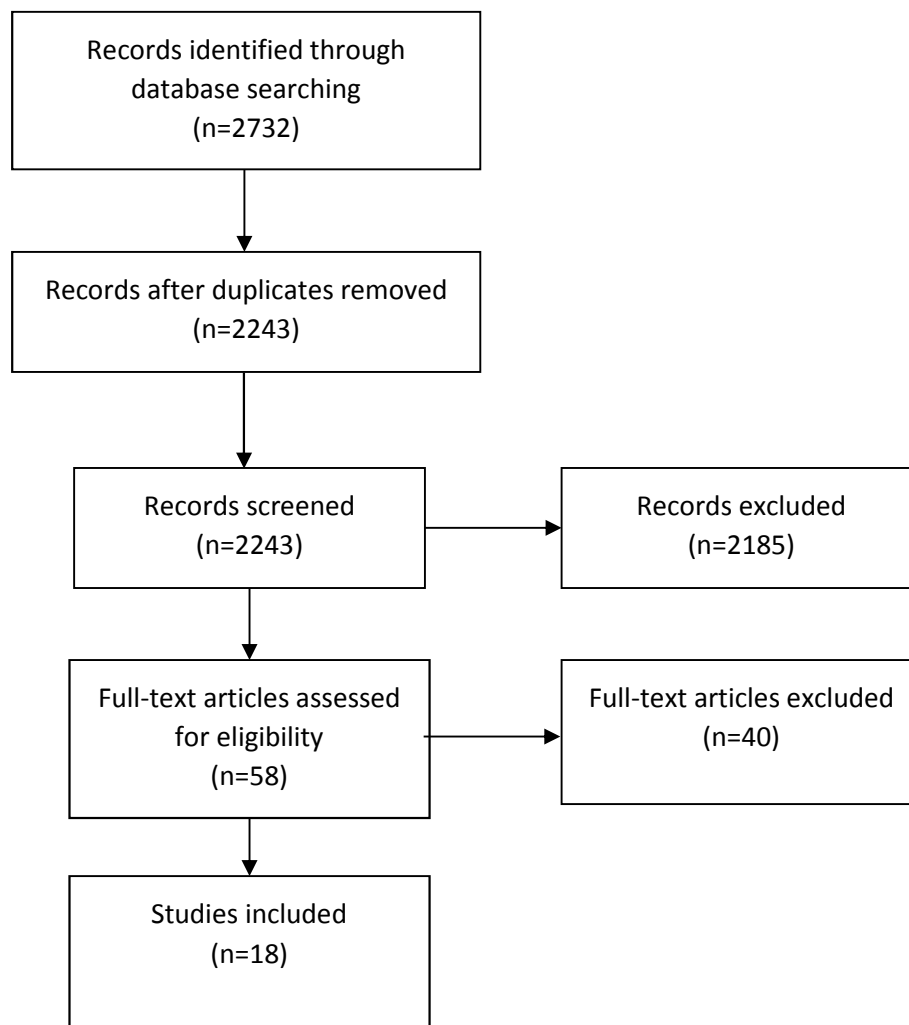 Records identified through
database searching
(n=2732)
Records after duplicates removed
(n=2243)
Records screened
(n=2243)
Records excluded
(n=2185)
Full-text articles assessed
for eligibility
(n=58)
Full-text articles excluded
(n=40)
Studies included
(n=18)